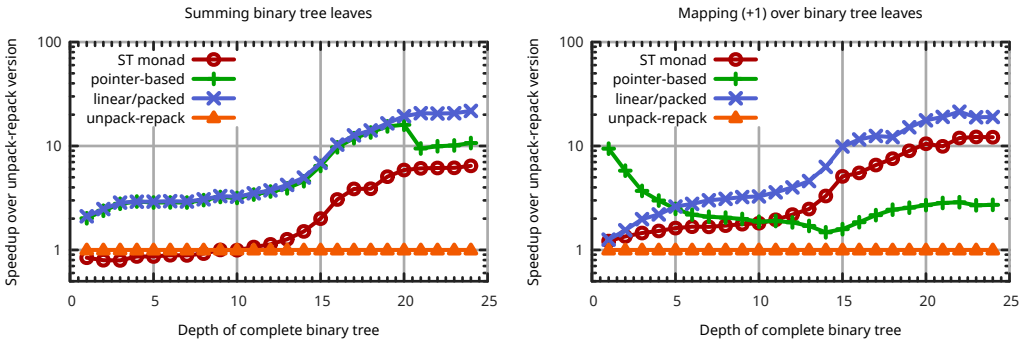 Summing binary tree leaves
Speedup over unpack-repack version
100
10
1
ST monad
pointer-based
linear/packed
unpack-repack
0 5 10 15 20 25
Depth of complete binary tree
Mapping (+1) over binary tree leaves
Speedup over unpack-repack version
100
10
1
ST monad
pointer-based
linear/packed
unpack-repack
0 5 10 15 20 25
Depth of complete binary tree